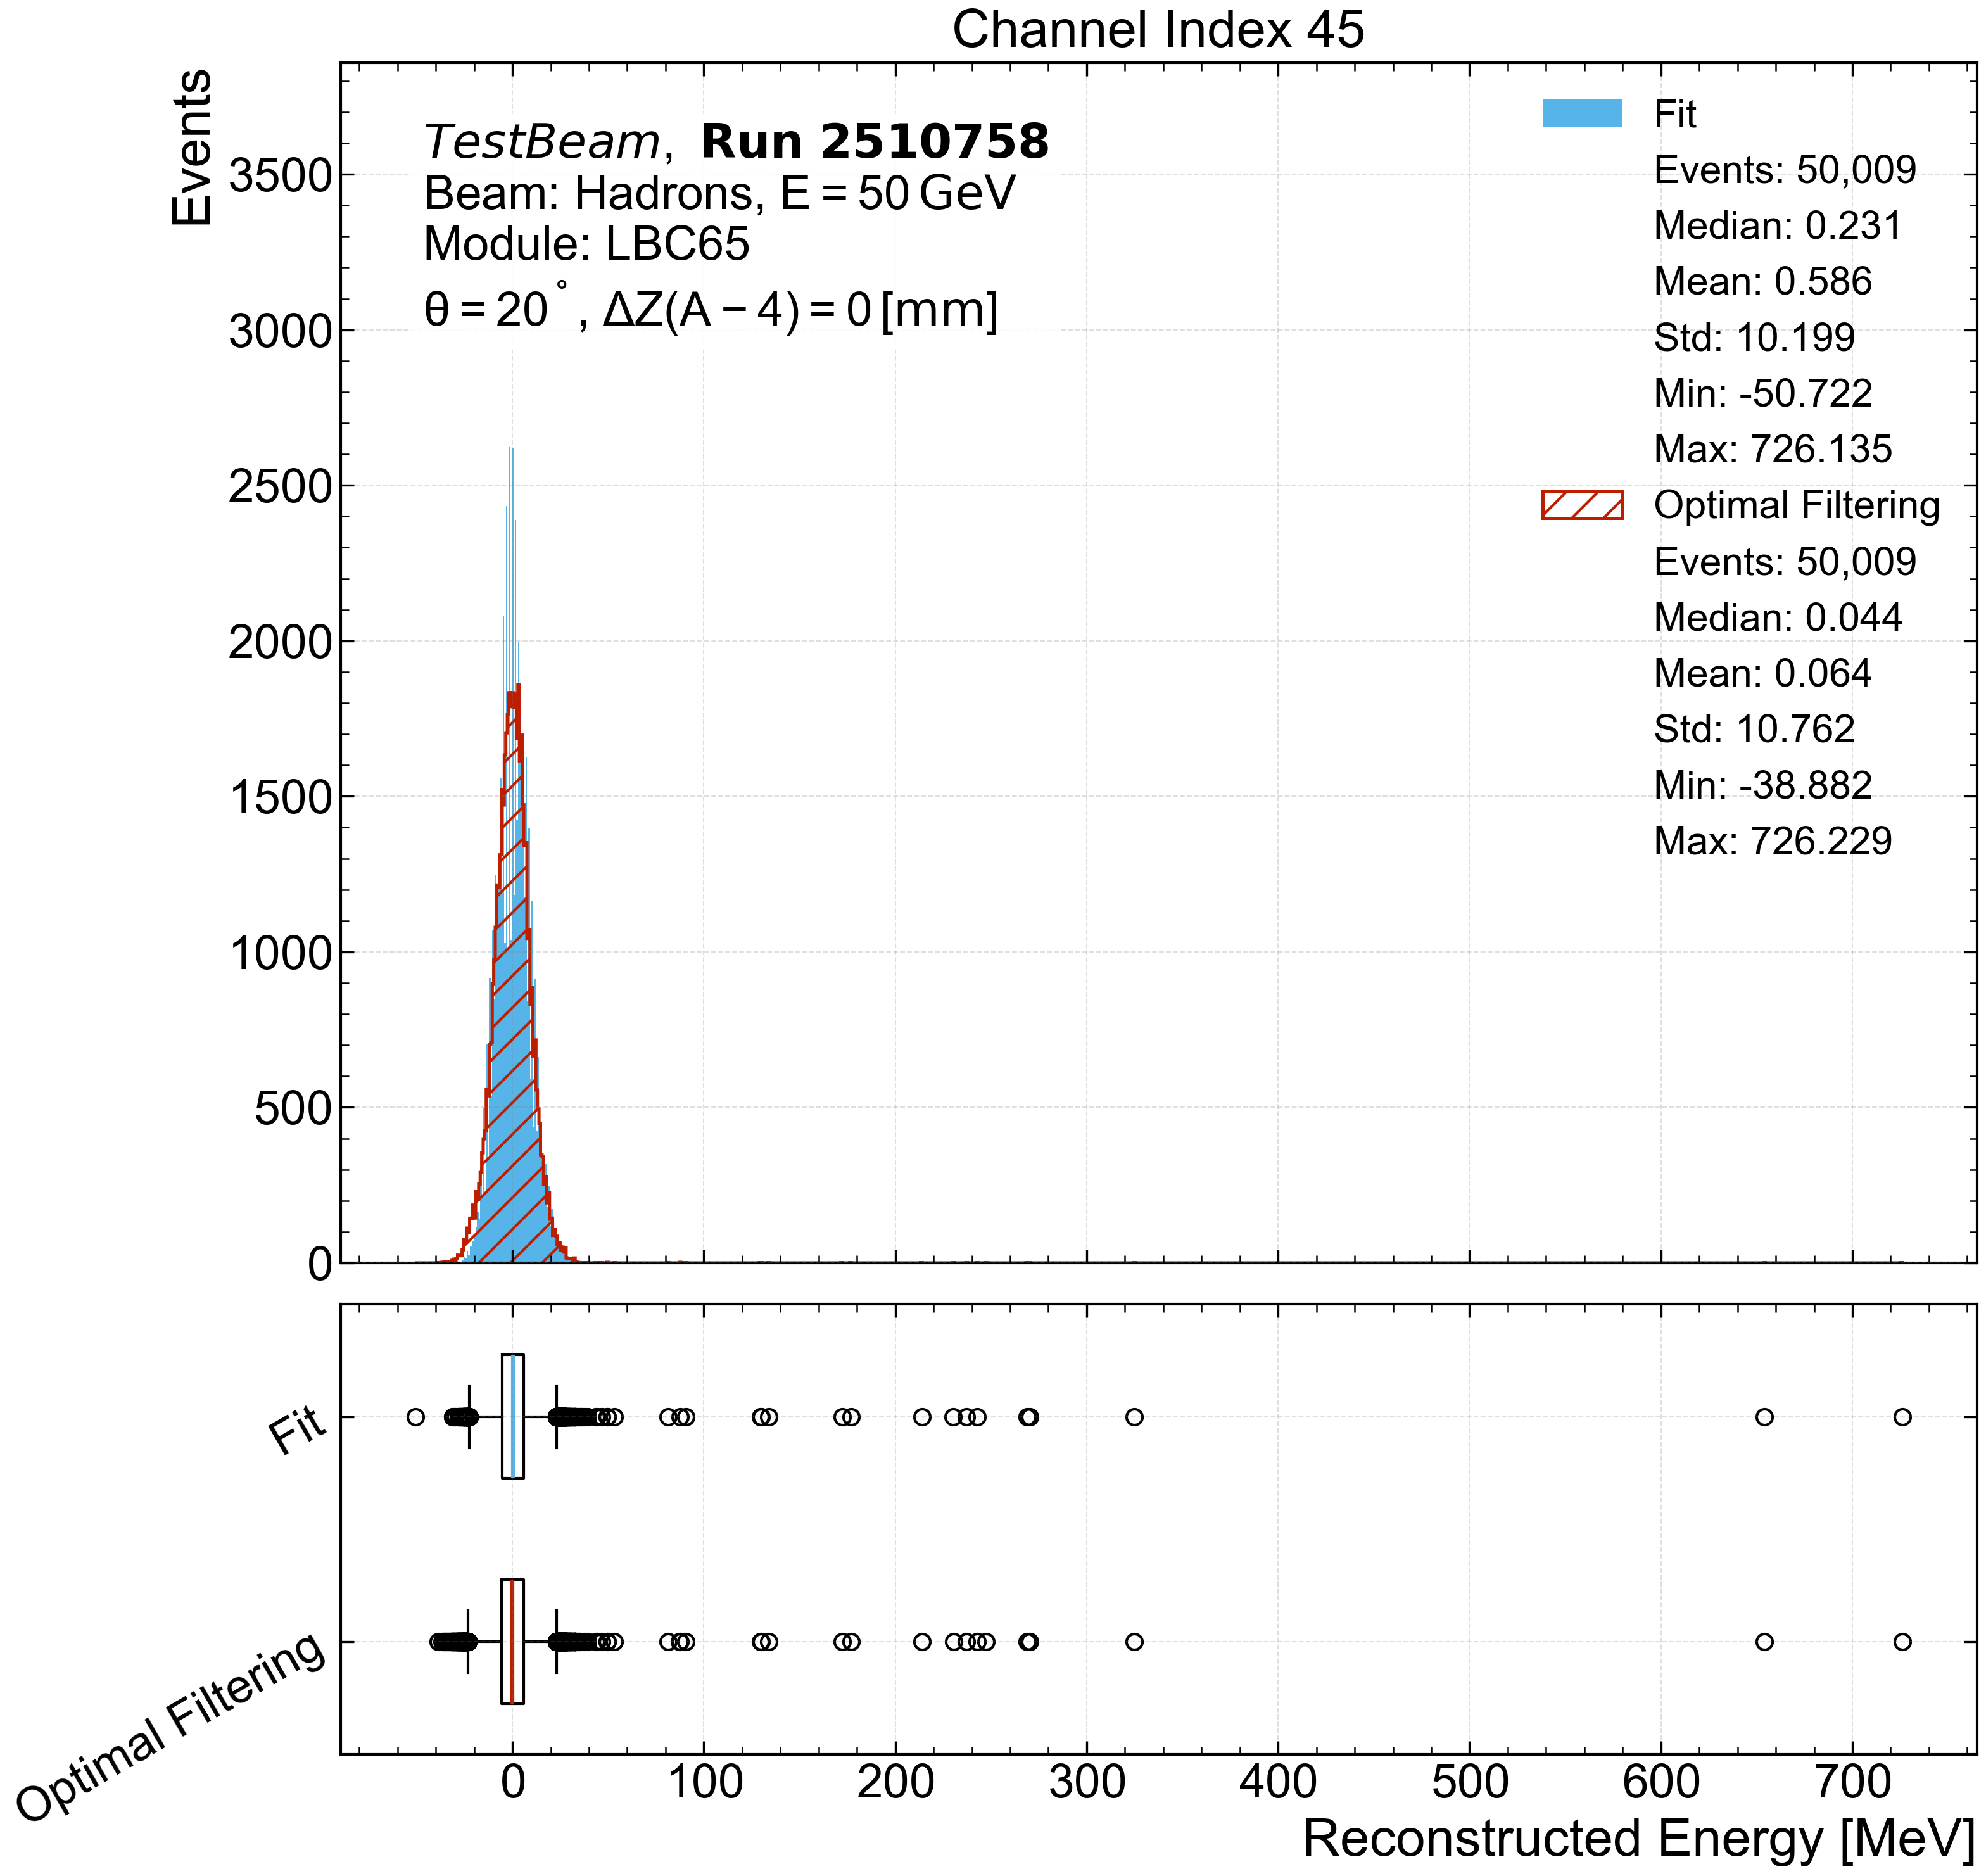 Channel Index 45
Events
3500
3000
2500
2000
1500
1000
500
0
TestBeam, Run 2510758
Beam: Hadrons, E = 50 GeV
Module: LBC65
θ = 20°, ΔZ(A − 4) = 0 [mm]
Fit
Events: 50,009
Median: 0.231
Mean: 0.586
Std: 10.199
Min: -50.722
Max: 726.135
Optimal Filtering
Events: 50,009
Median: 0.044
Mean: 0.064
Std: 10.762
Min: -38.882
Max: 726.229
Fit
Optimal Filtering
0 100 200 300 400 500 600 700
Reconstructed Energy [MeV]